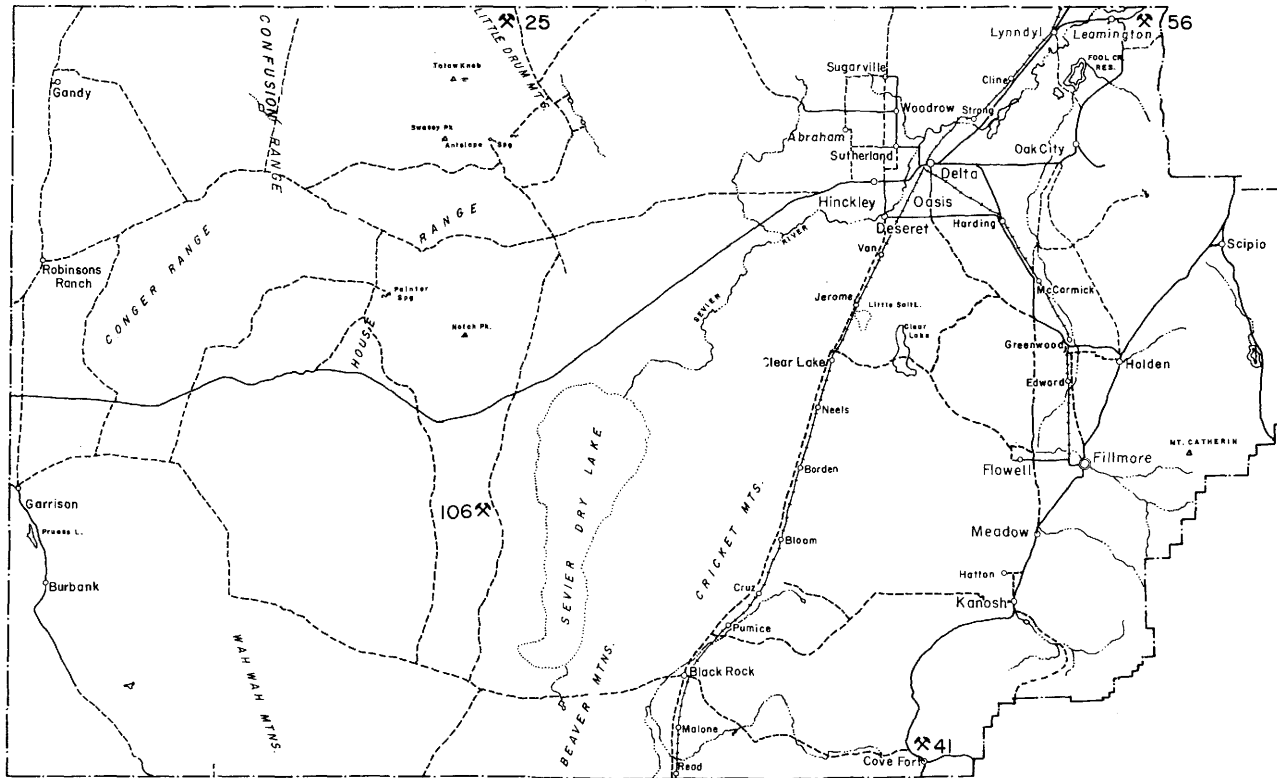 25
56
Lynndyl
Leamington
FOOL CR.
RES.
CONFUSION RANGE
LITTLE DRUM MTS.
Tatow Knob
Gandy
Sugarville
Cline
Woodrow
Strong
Swasey Pk.
Antelope Spg
Abraham
Sutherland
Oak City
Delta
Hinckley
Oasis
Deseret
Harding
Scipio
RANGE
CONGER RANGE
RIVER
Van
Robinsons
Ranch
Painter
Spg
McCormick
SEVIER
Jerome
Little Salt L.
Notch Pk.
HOUSE
Clear
Lake
Greenwood
Holden
Clear Lake
Edward
Neels
MT. CATHERIN
Fillmore
Flowell
Borden
SEVIER DRY LAKE
CRICKET MTS.
Garrison
106
Pruess L.
Meadow
Bloom
Burbank
Hatton
Cruz
Kanosh
Pumice
WAH WAH MTNS.
BEAVER MTNS.
Black Rock
Malone
41
Cove Fort
Read